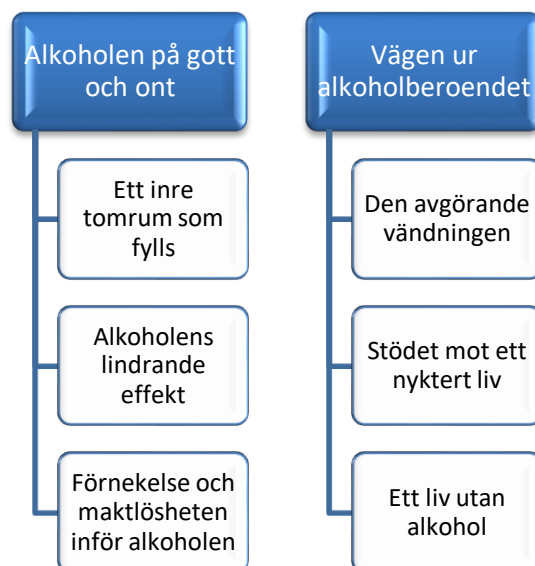 Alkoholen på gott
och ont
Ett inre
tomrum som
fylls
Alkoholens
lindrande
effekt
Förnekelse och
maktlösheten
inför alkoholen
Vägen ur
alkoholberoendet
Den avgörande
vändningen
Stödet mot ett
nyktert liv
Ett liv utan
alkohol